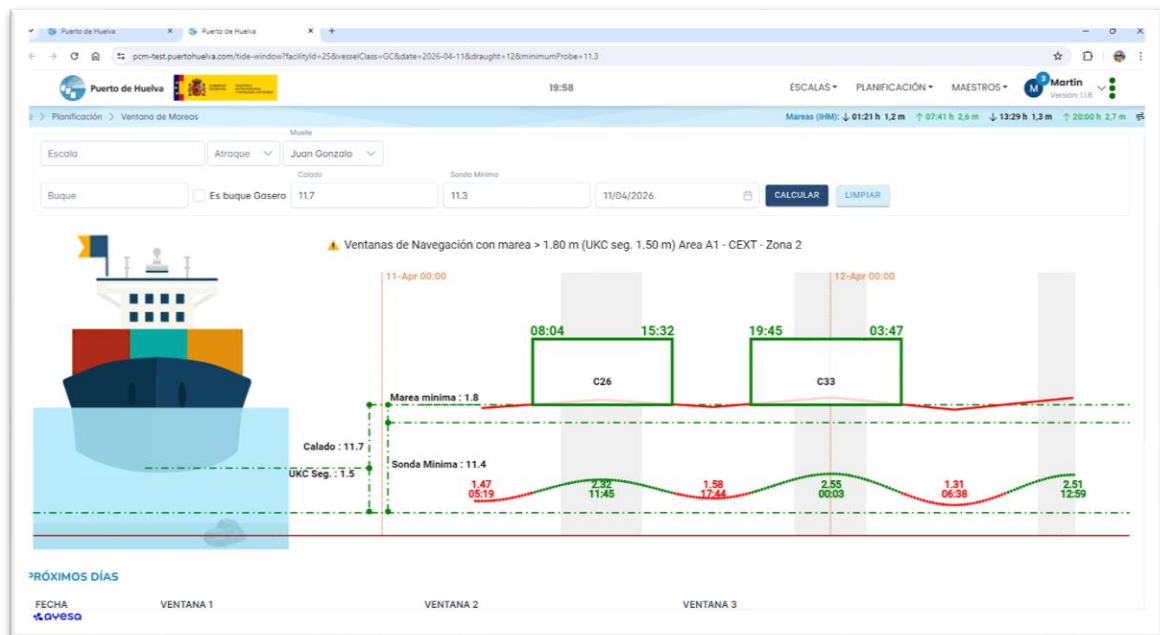 Puerto de Huelva
Puerto de Huelva
pcm-test.puertohuelva.com/tide-window?facilityId=25&vesselClass=GC&date=2026-04-11&draught=12&minimumProbe=11.3
Puerto de Huelva
19:58
ESCALAS
PLANIFICACIÓN
MAESTROS
M
3
Martin
Versión: 1.1.6
Planificación > Ventana de Mareas
Mareas (IHM): ↓ 01:21 h 1,2 m ↑ 07:41 h 2,6 m ↓ 13:29 h 1,3 m ↑ 20:00 h 2,7 m
Muelle
Escala
Atraque
Juan Gonzalo
Calado
Sonda Mínima
Buque
Es buque Gasero
11.7
11.3
11/04/2026
CALCULAR
LIMPIAR
Ventanas de Navegación con marea > 1.80 m (UKC seg. 1.50 m) Area A1 - CEXT - Zona 2
11-Apr 00:00
12-Apr 00:00
08:04
15:32
19:45
03:47
C26
C33
Marea minima : 1.8
Calado : 11.7
Sonda Minima : 11.4
UKC Seg. : 1.5
1.47
05:19
2.32
11:45
1.58
17:44
2.55
00:03
1.31
06:38
2.51
12:59
PRÓXIMOS DÍAS
FECHA
VENTANA 1
VENTANA 2
VENTANA 3
ayesa